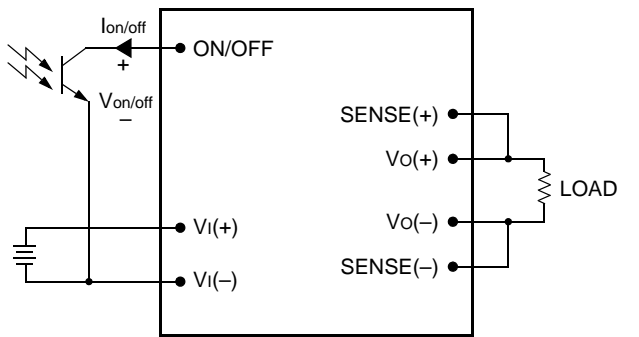 Ion/off
+
Von/off
–
ON/OFF
SENSE(+)
VO(+)
LOAD
VO(–)
SENSE(–)
VI(+)
VI(–)